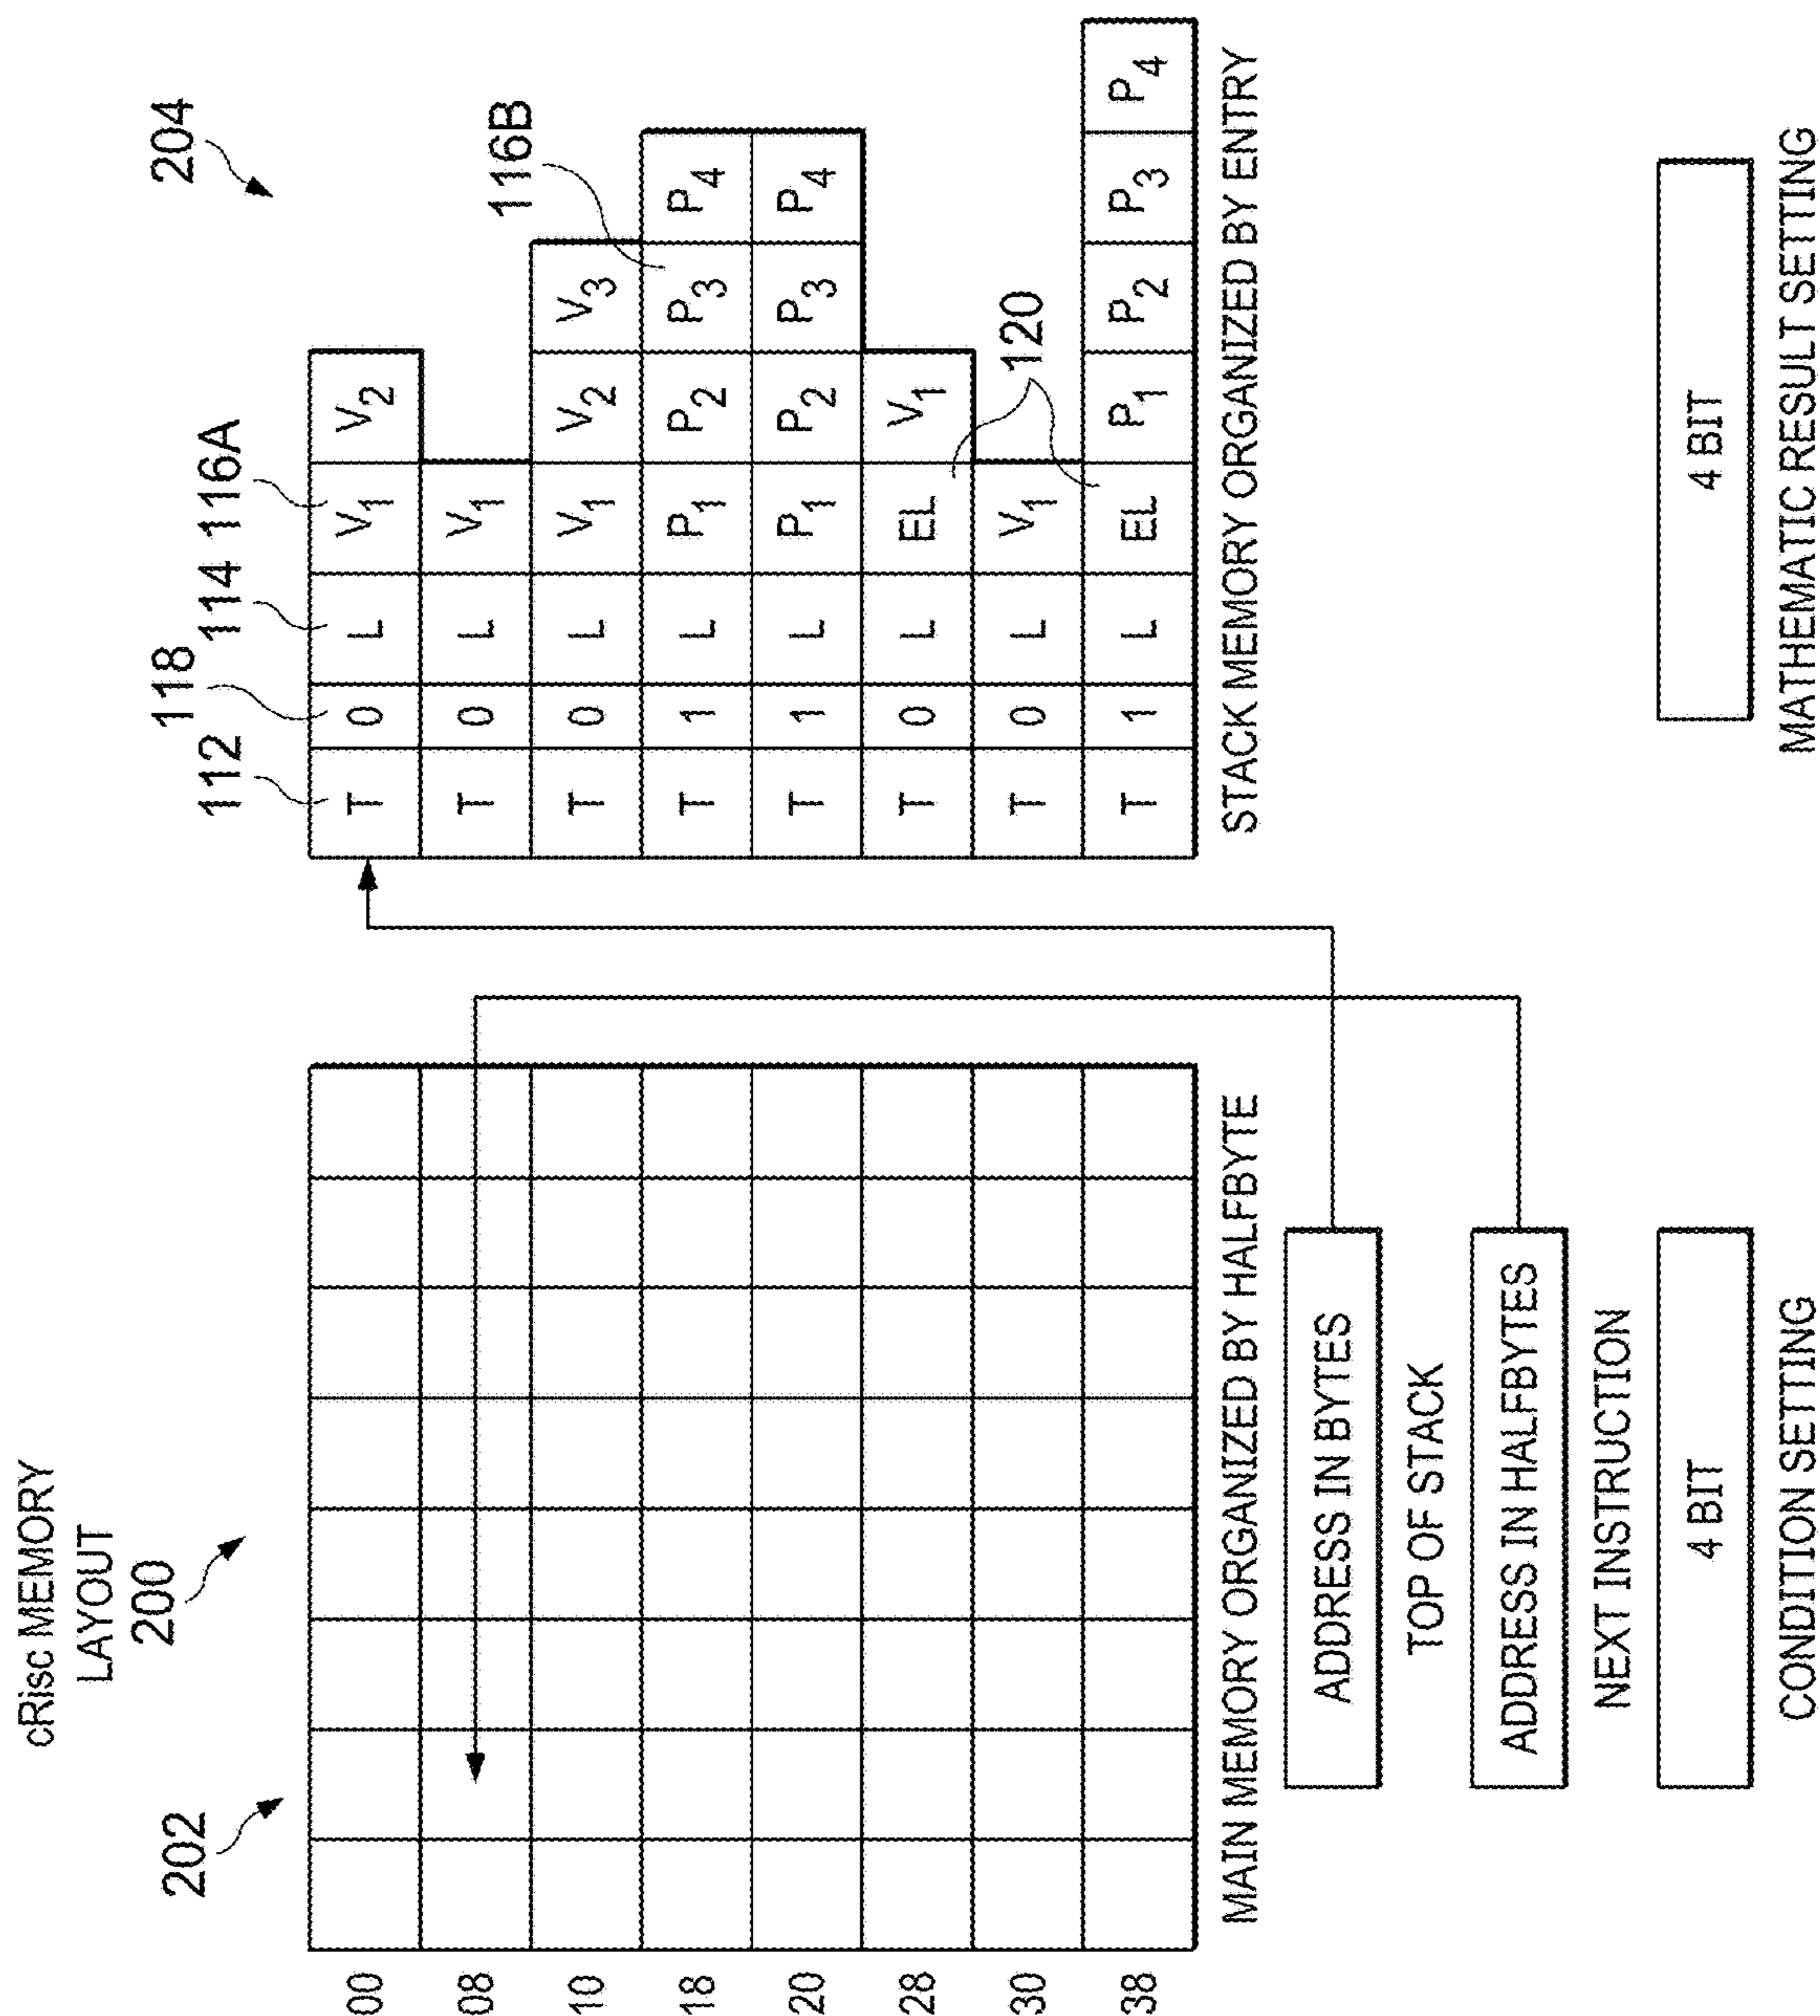 cRisc MEMORY
LAYOUT
200
202
204
112
118
114
116A
116B
120
00 T 0 L V1 V2
08 T 0 L V1
10 T 0 L V1 V2 V3
18 T 1 L P1 P2 P3 P4
20 T 1 L P1 P2 P3 P4
28 T 0 L EL V1
30 T 0 L V1
38 T 1 L EL P1 P2 P3 P4
MAIN MEMORY ORGANIZED BY HALFBYTE
STACK MEMORY ORGANIZED BY ENTRY
ADDRESS IN BYTES
TOP OF STACK
ADDRESS IN HALFBYTES
NEXT INSTRUCTION
4 BIT
CONDITION SETTING
4 BIT
MATHEMATIC RESULT SETTING